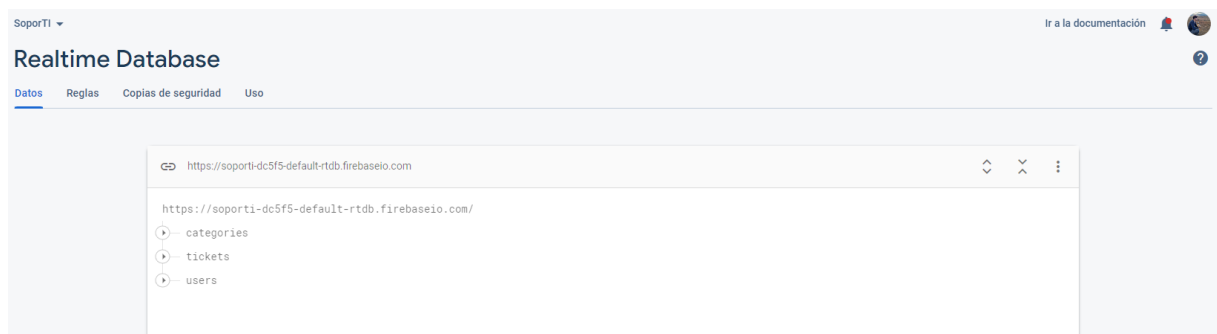 SoporTI
Ir a la documentación
Realtime Database
?
Datos Reglas Copias de seguridad Uso
https://soporti-dc5f5-default-rtdb.firebaseio.com
https://soporti-dc5f5-default-rtdb.firebaseio.com/
categories
tickets
users